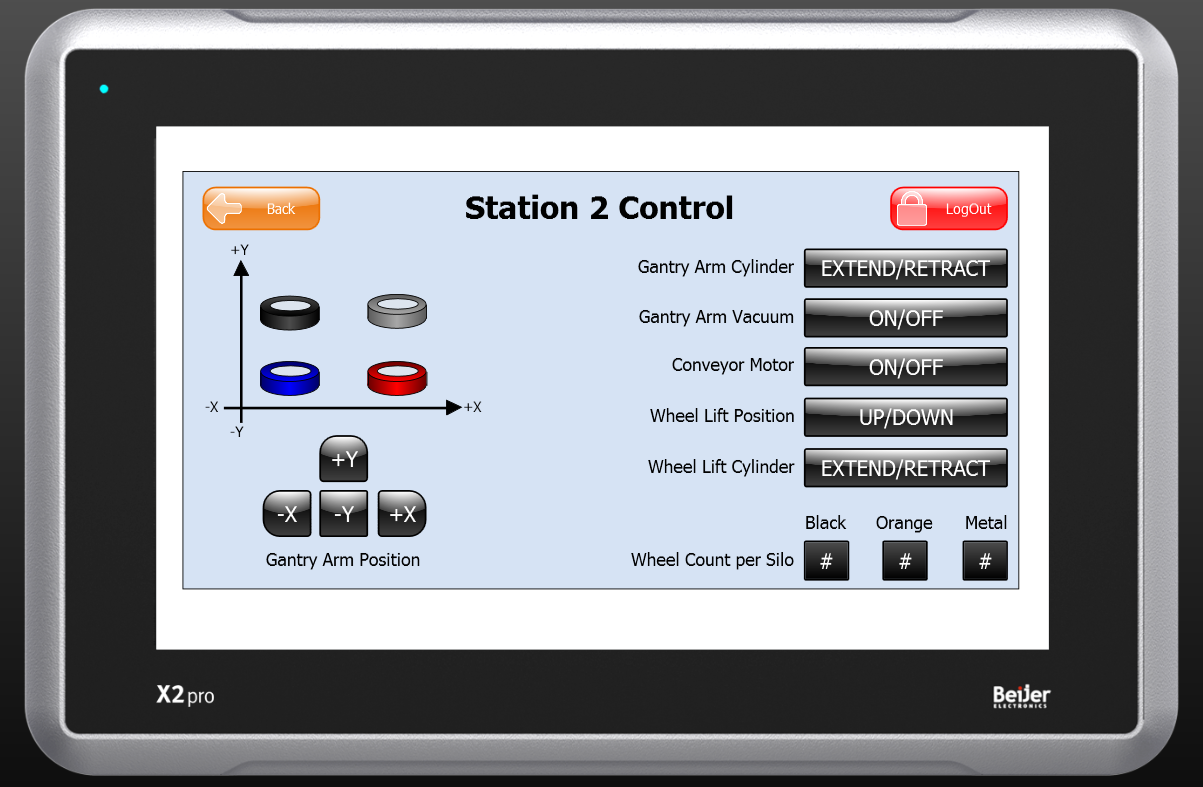 Back
Station 2 Control
LogOut
+Y
-X
+X
-Y
+Y
-X
-Y
+X
Gantry Arm Position
Gantry Arm Cylinder
EXTEND/RETRACT
Gantry Arm Vacuum
ON/OFF
Conveyor Motor
ON/OFF
Wheel Lift Position
UP/DOWN
Wheel Lift Cylinder
EXTEND/RETRACT
Black Orange Metal
Wheel Count per Silo # # #
X2 pro
Beijer
ELECTRONICS